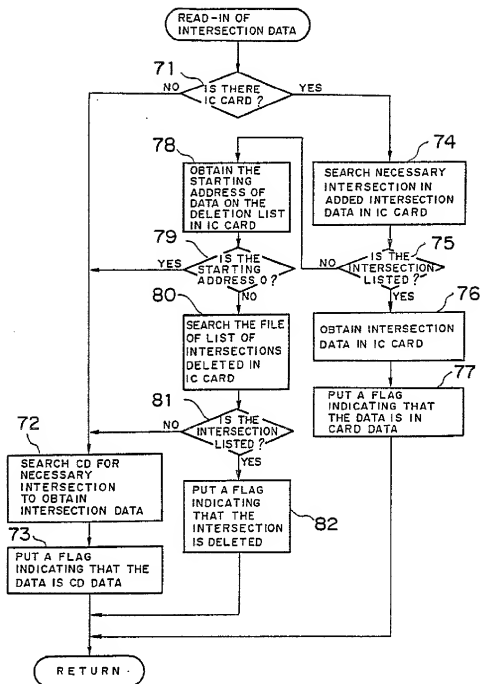 READ-IN OF
INTERSECTION DATA
71
IS THERE
IC CARD?
NO
YES
74
SEARCH NECESSARY
INTERSECTION IN
ADDED INTERSECTION
DATA IN IC CARD
75
IS THE
INTERSECTION
LISTED?
NO
YES
76
OBTAIN INTERSECTION
DATA IN IC CARD
77
PUT A FLAG
INDICATING THAT
THE DATA IS IN
CARD DATA
78
OBTAIN THE
STARTING
ADDRESS OF
DATA ON THE
DELETION LIST
IN IC CARD
79
IS THE
STARTING
ADDRESS 0?
YES
NO
80
SEARCH THE FILE
OF LIST OF
INTERSECTIONS
DELETED IN
IC CARD
81
IS THE
INTERSECTION
LISTED?
NO
YES
82
PUT A FLAG
INDICATING
THAT THE
INTERSECTION
IS DELETED
72
SEARCH CD FOR
NECESSARY
INTERSECTION
TO OBTAIN
INTERSECTION DATA
73
PUT A FLAG
INDICATING THAT THE
DATA IS CD DATA
RETURN